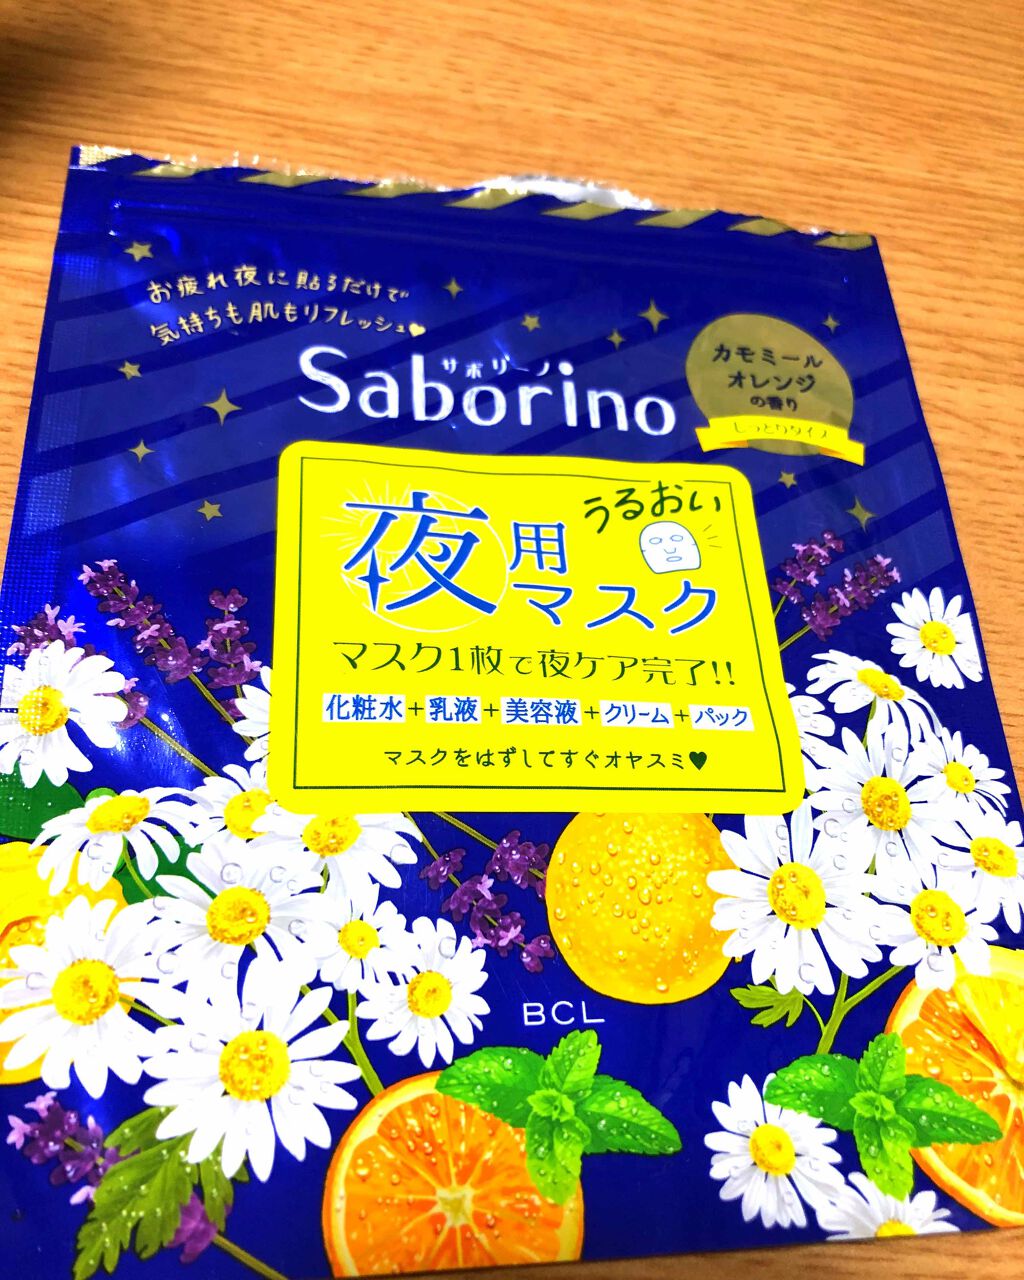 お疲れ夜に貼るだけで
気持ちも肌もリフレッシュ♥
サボリーノ
Saborino
カモミール
オレンジ
の香り
しっとりタイプ
うるおい
夜用
マスク
マスク1枚で夜ケア完了!!
化粧水+乳液+美容液+クリーム+パック
マスクをはずしてすぐオヤスミ♥
BCL